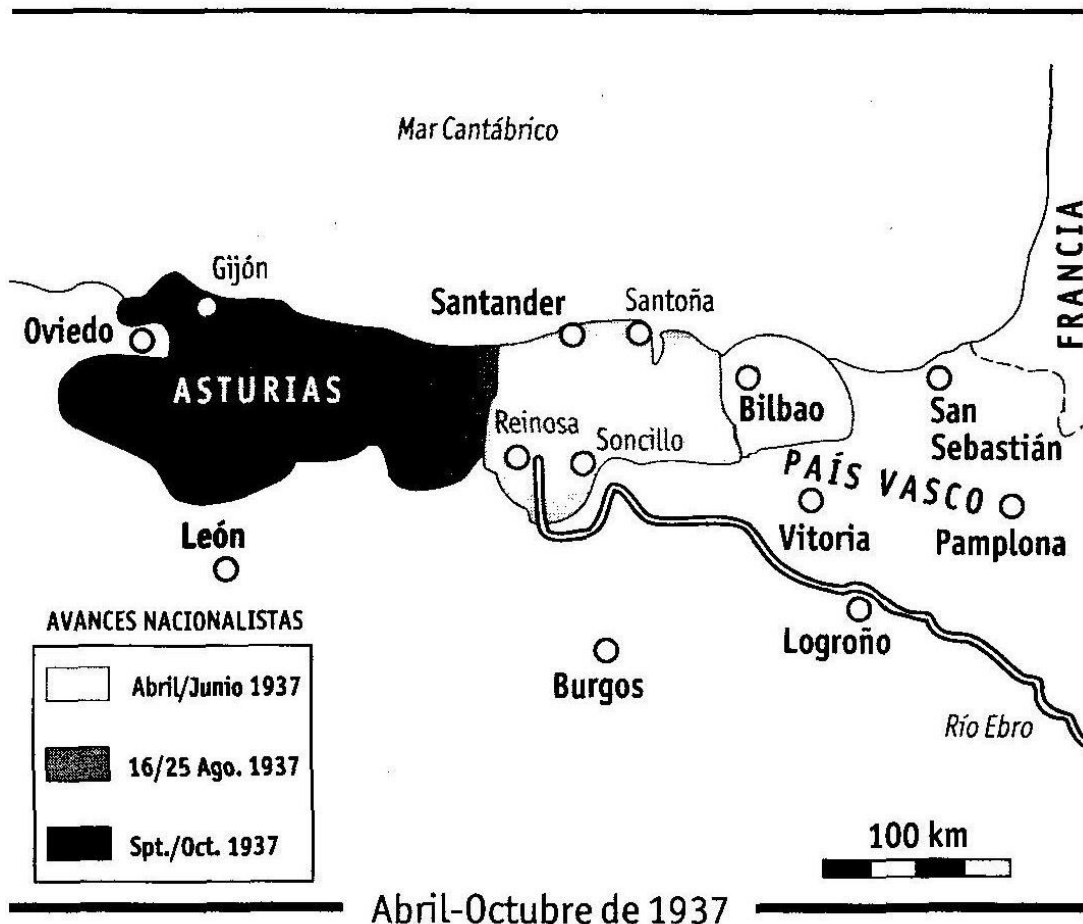 Mar Cantábrico
FRANCIA
Gijón
Santander
Santoña
Oviedo
ASTURIAS
Bilbao
San
Sebastián
Reinosa
Soncillo
PAÍS VASCO
León
Vitoria
Pamplona
AVANCES NACIONALISTAS
Abril/Junio 1937
16/25 Ago. 1937
Spt./Oct. 1937
Logroño
Burgos
Río Ebro
100 km
Abril-Octubre de 1937